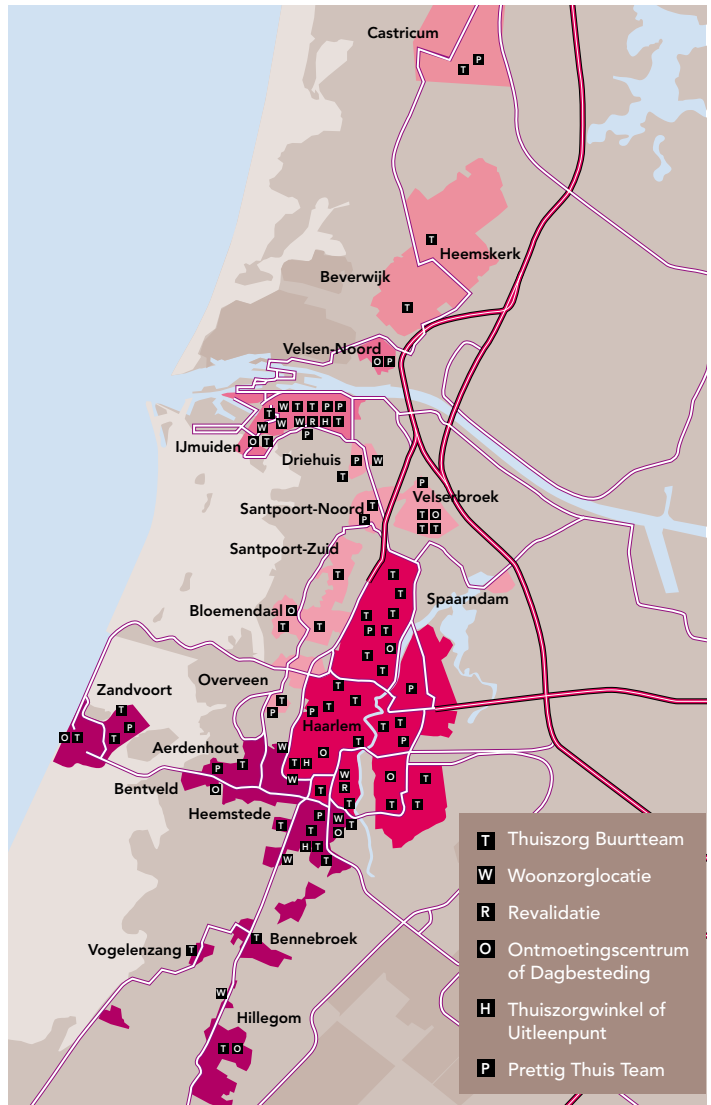 Castricum
P
T
T
Heemskerk
Beverwijk
T
Velsen-Noord
O P
W T T P P
T
W W R H T
W
P
IJmuiden
O T
Driehuis
P W
T
P
Velserbroek
Santpoort-Noord
T
P
T O
T T
Santpoort-Zuid
T
T
T
Spaarndam
Bloemendaal
O
T
T
T
T
P T
O
T
T
Zandvoort
Overveen
T
P
T
T
T
P
P
T
T
P
Haarlem
T
T
O T
T
T
P
Aerdenhout
W
O
P
T
T H
W
R
O
T
Bentveld
O
W
T
T
T
T
Heemstede
P
W
T
T
T
O
H T
W
T
Thuiszorg Buurtteam
T
Woonzorglocatie
W
Revalidatie
R
Ontmoetingscentrum
O
of Dagbesteding
Thuiszorgwinkel of
H
Uitleenpunt
Prettig Thuis Team
P
Vogelenzang
T
T
Bennebroek
W
Hillegom
T O